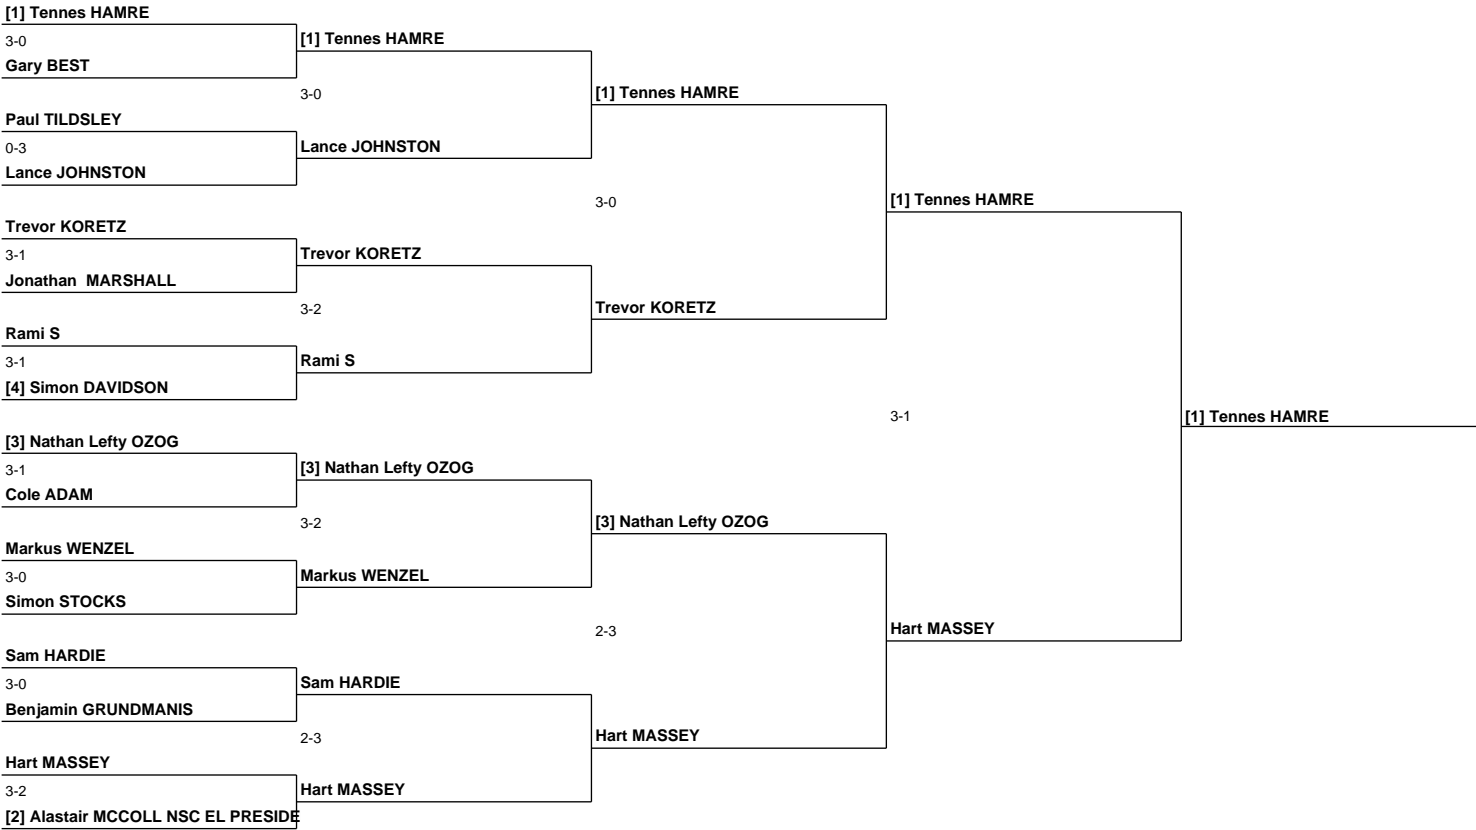 [1] Tennes HAMRE
3-0
Gary BEST
Paul TILDSLEY
0-3
Lance JOHNSTON
Trevor KORETZ
3-1
Jonathan  MARSHALL
Rami S
3-1
[4] Simon DAVIDSON
[3] Nathan Lefty OZOG
3-1
Cole ADAM
Markus WENZEL
3-0
Simon STOCKS
Sam HARDIE
3-0
Benjamin GRUNDMANIS
Hart MASSEY
3-2
[2] Alastair MCCOLL NSC EL PRESIDE
[1] Tennes HAMRE
3-0
Lance JOHNSTON
Trevor KORETZ
3-2
Rami S
[3] Nathan Lefty OZOG
3-2
Markus WENZEL
Sam HARDIE
2-3
Hart MASSEY
[1] Tennes HAMRE
3-0
Trevor KORETZ
[3] Nathan Lefty OZOG
2-3
Hart MASSEY
[1] Tennes HAMRE
3-1
Hart MASSEY
[1] Tennes HAMRE